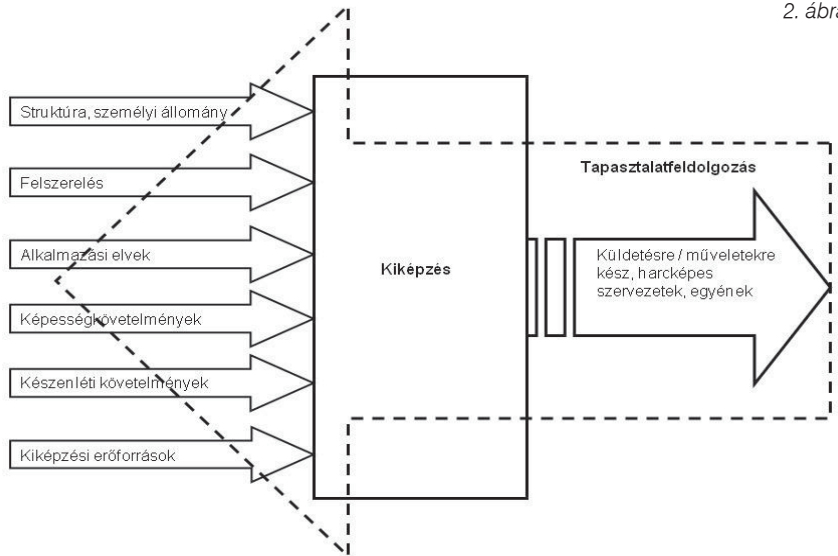 2. ábra
Struktúra, személyi állomány
Felszerelés
Alkalmazási elvek
Képességkövetelmények
Készenléti követelmények
Kiképzési erőforrások
Kiképzés
Tapasztalatfeldolgozás
Küldetésre / műveletekre
kész, harcképes
szervezetek, egyének